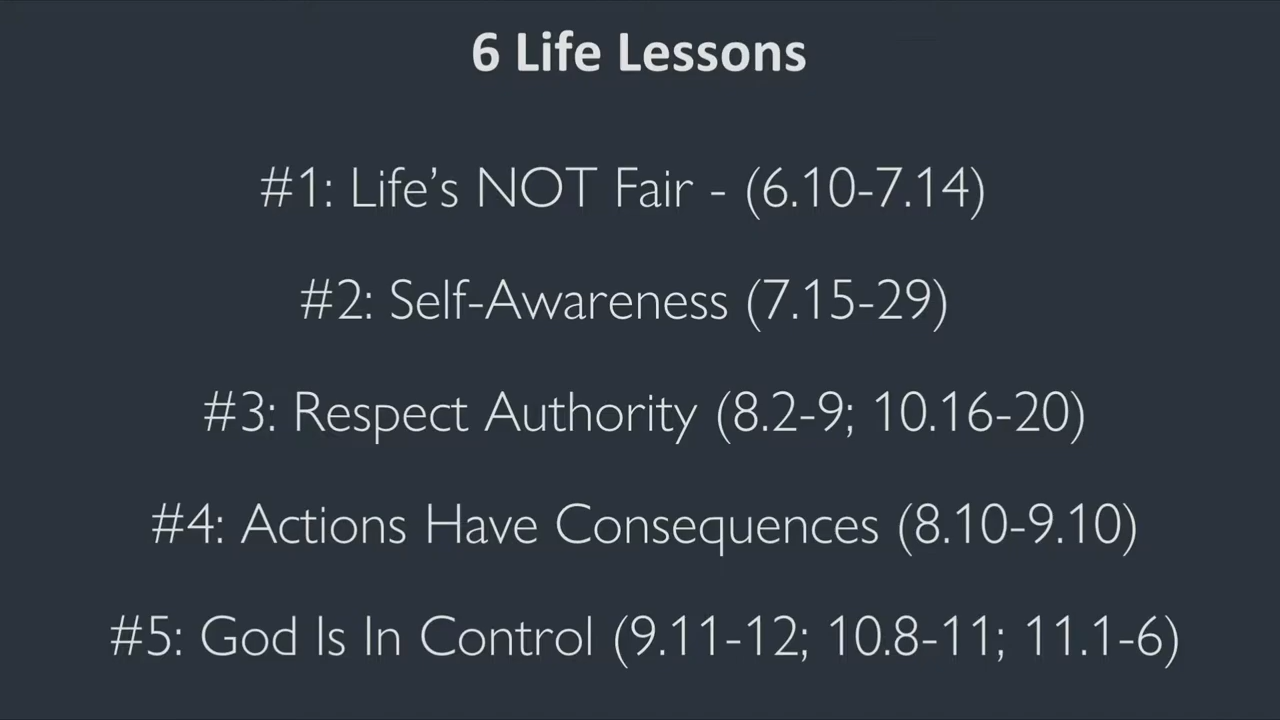 6 Life Lessons
#1: Life’s NOT Fair - (6.10-7.14)
#2: Self-Awareness (7.15-29)
#3: Respect Authority (8.2-9; 10.16-20)
#4: Actions Have Consequences (8.10-9.10)
#5: God Is In Control (9.11-12; 10.8-11; 11.1-6)